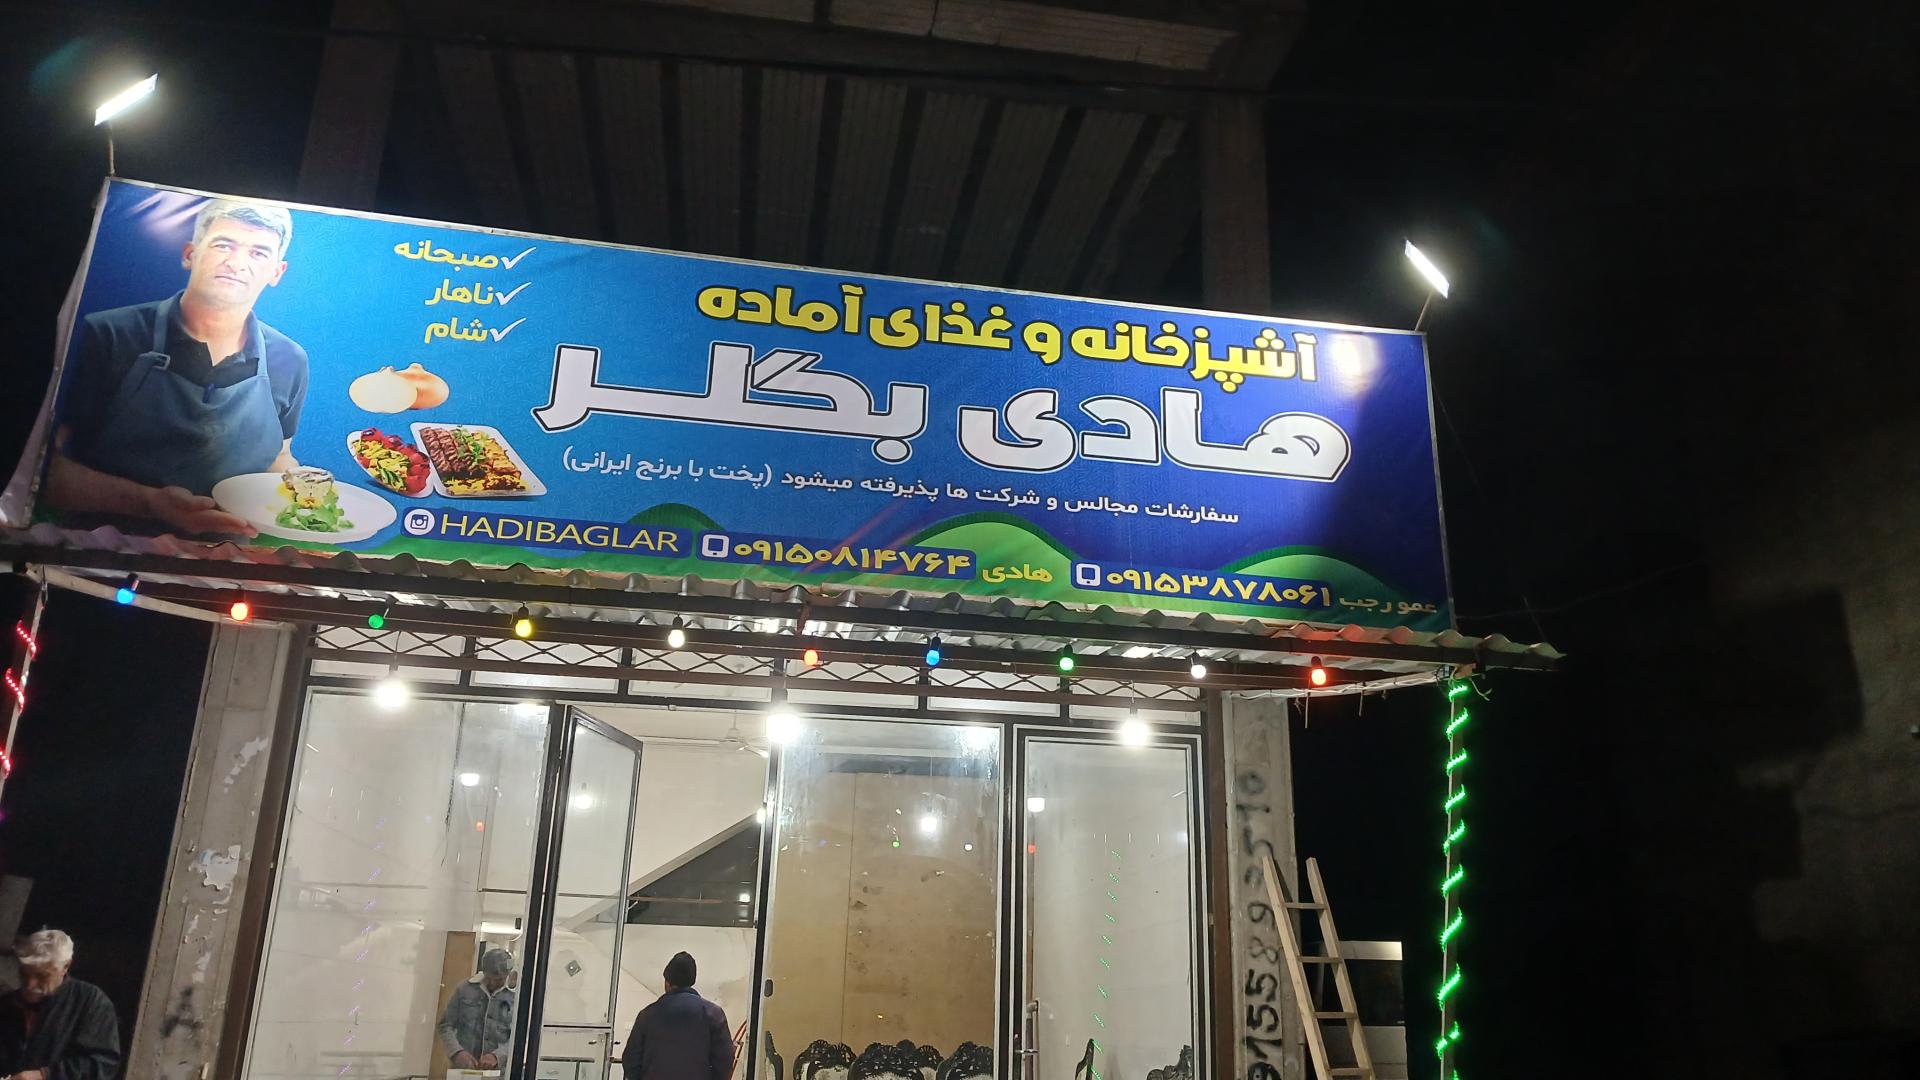 صبحانه
ناهار
شام
آشپزخانه و غذای آماده
هادی بگلر
سفارشات مجالس و شرکت ها پذیرفته میشود (پخت با برنج ایرانی)
HADIBAGLAR
۰۹۱۵۰۸۱۴۷۶۴ هادی
۰۹۱۵۳۸۷۸۰۶۱ عمو رجب
9155899510